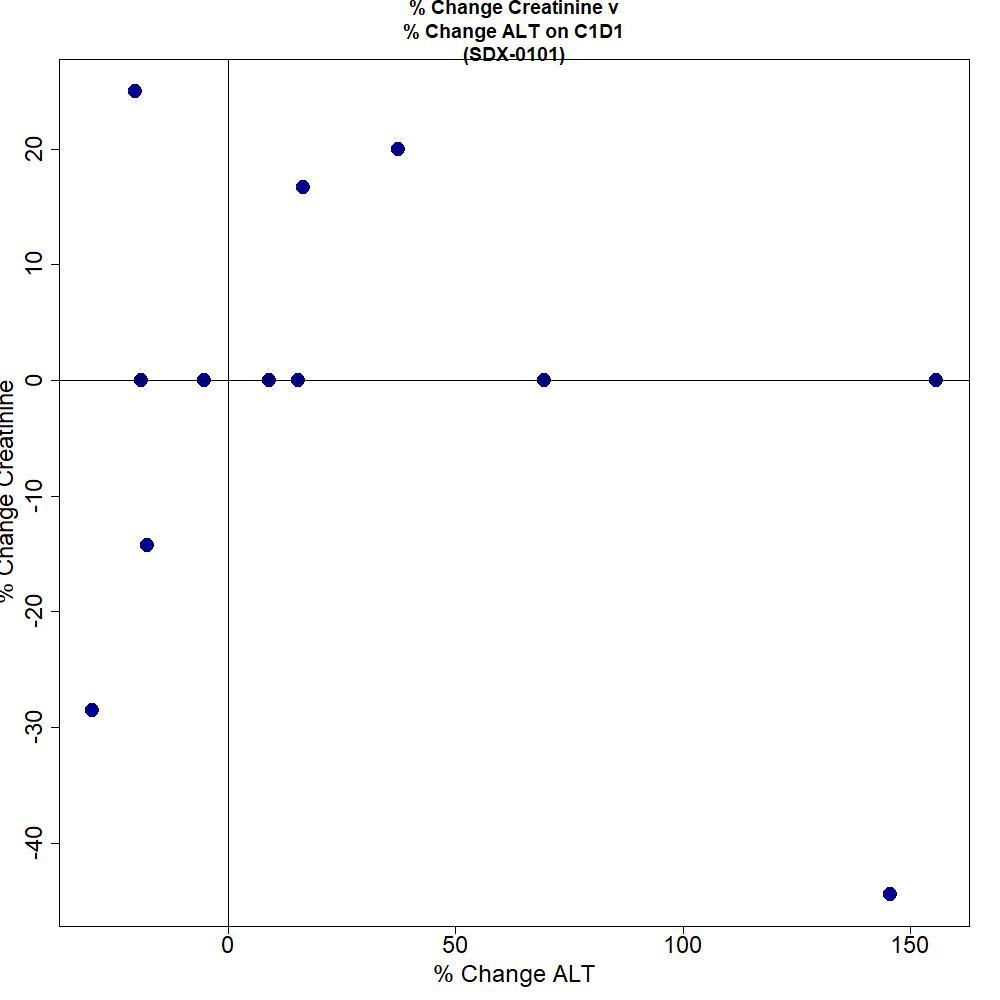 % Change Creatinine v
% Change ALT on C1D1
(SDX-0101)
% Change Creatinine
20
10
0
-10
-20
-30
-40
0
50
100
150
% Change ALT